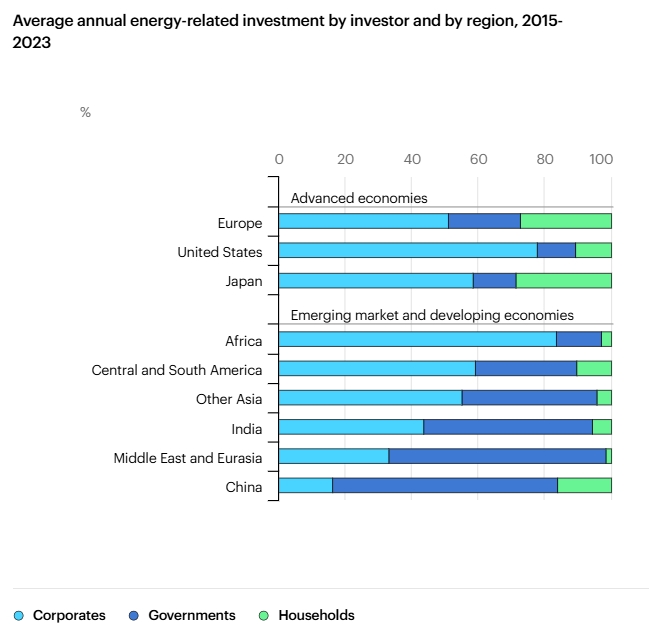 Average annual energy-related investment by investor and by region, 2015-
2023
%
0 20 40 60 80 100
Advanced economies
Europe
United States
Japan
Emerging market and developing economies
Africa
Central and South America
Other Asia
India
Middle East and Eurasia
China
Corporates Governments Households